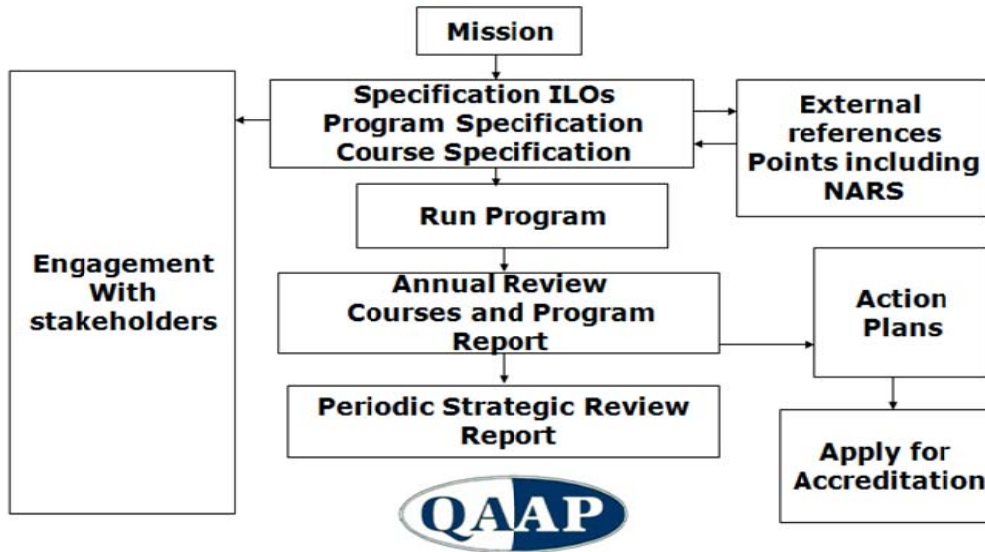 Mission
Specification ILOs
Program Specification
Course Specification
External
references
Points including
NARS
Run Program
Engagement
With
stakeholders
Annual Review
Courses and Program
Report
Action
Plans
Periodic Strategic Review
Report
Apply for
Accreditation
QAAP